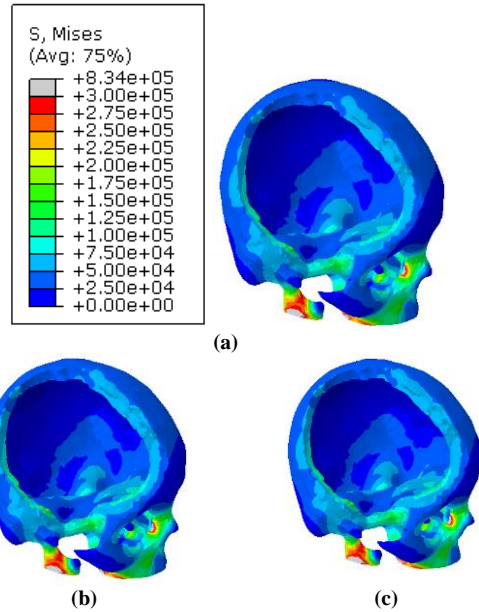 S, Mises
(Avg: 75%)
+8.34e+05
+3.00e+05
+2.75e+05
+2.50e+05
+2.25e+05
+2.00e+05
+1.75e+05
+1.50e+05
+1.25e+05
+1.00e+05
+7.50e+04
+5.00e+04
+2.50e+04
+0.00e+00
(a)
(b) (c)